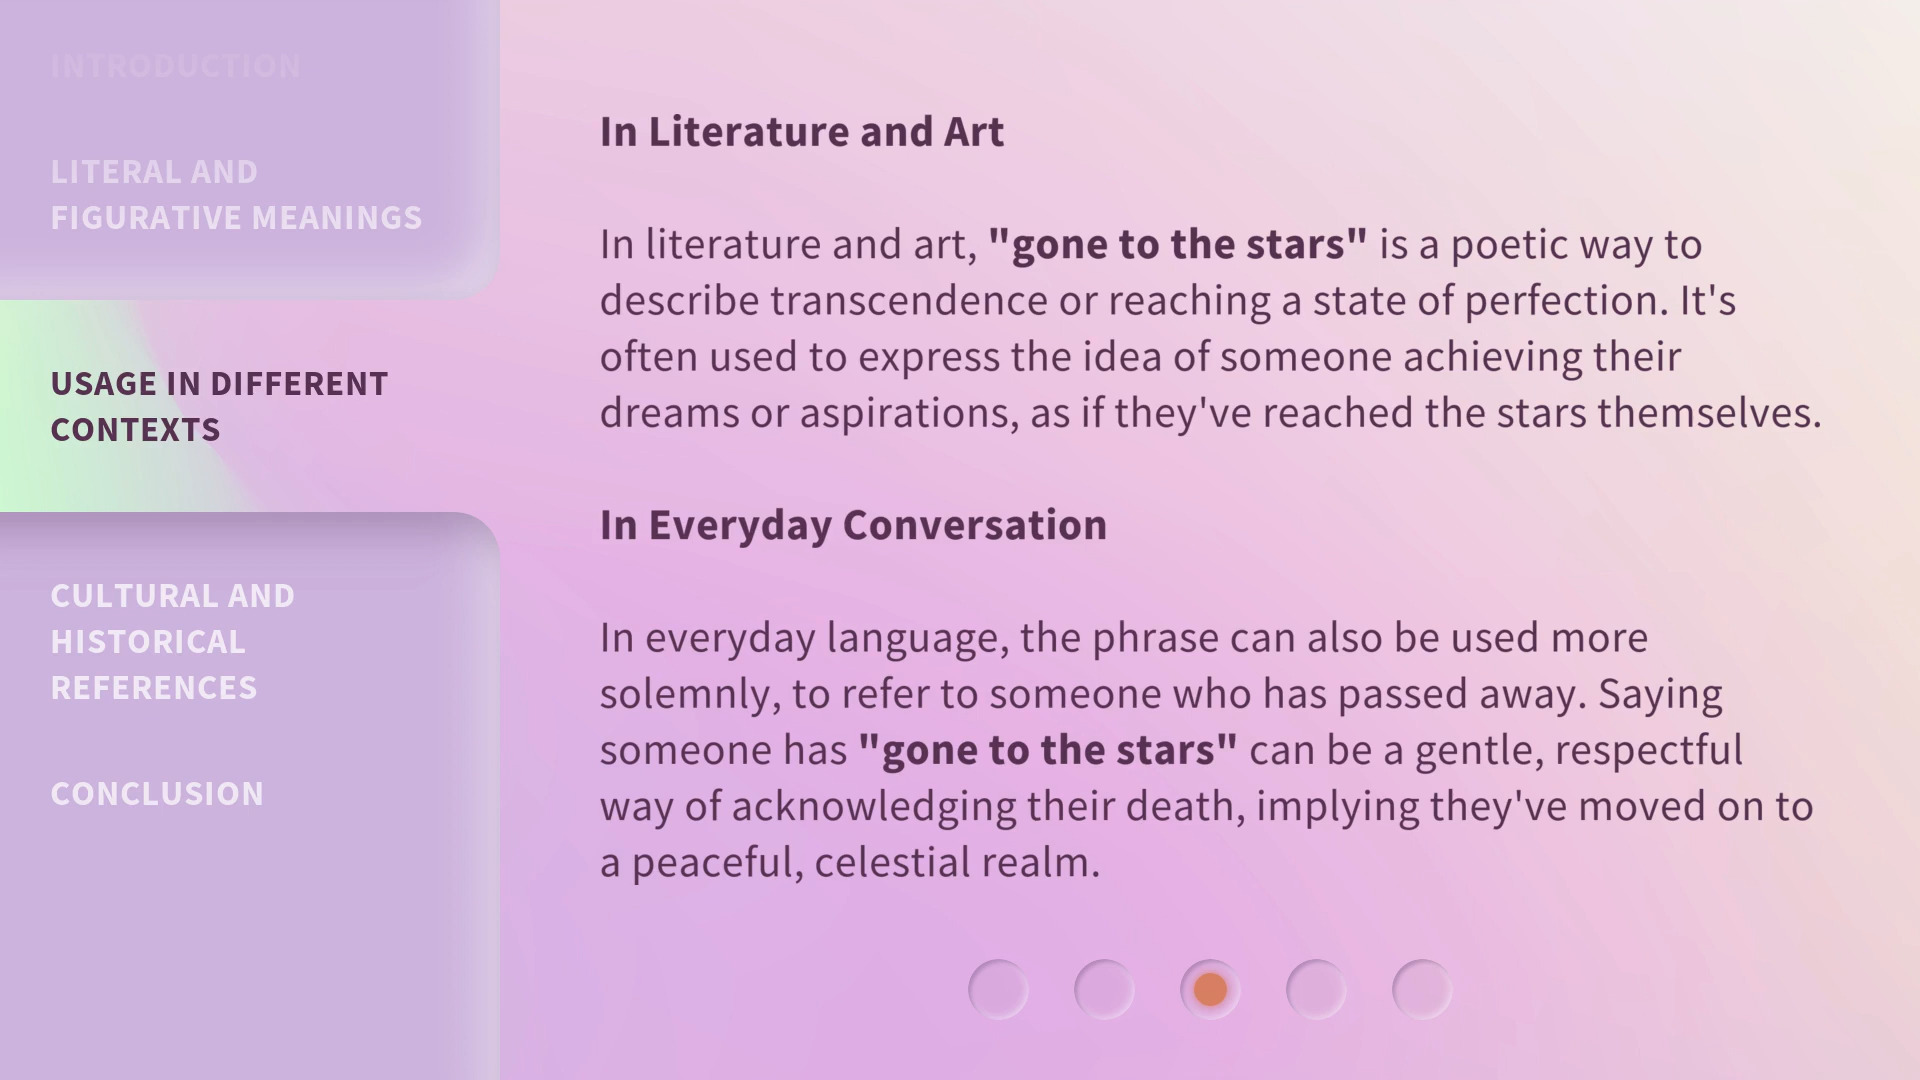 INTRODUCTION
LITERAL AND
FIGURATIVE MEANINGS
USAGE IN DIFFERENT
CONTEXTS
CULTURAL AND
HISTORICAL
REFERENCES
CONCLUSION
In Literature and Art
In literature and art, "gone to the stars" is a poetic way to
describe transcendence or reaching a state of perfection. It's
often used to express the idea of someone achieving their
dreams or aspirations, as if they've reached the stars themselves.
In Everyday Conversation
In everyday language, the phrase can also be used more
solemnly, to refer to someone who has passed away. Saying
someone has "gone to the stars" can be a gentle, respectful
way of acknowledging their death, implying they've moved on to
a peaceful, celestial realm.